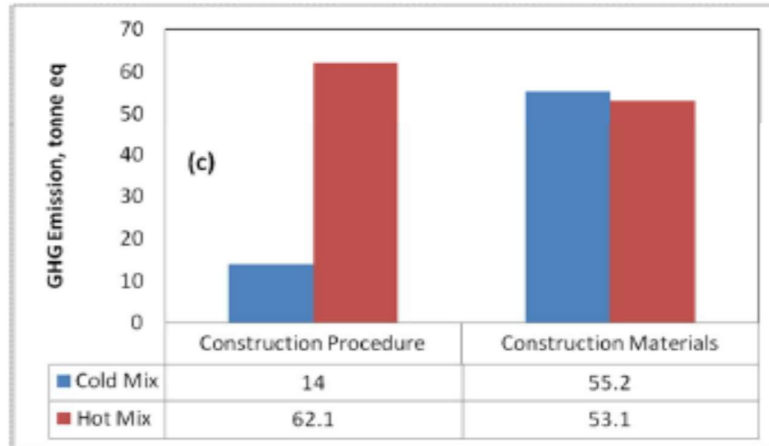 70
60
50
40
30
20
10
0
GHG Emission, tonne eq
(c)
Construction Procedure Construction Materials
Cold Mix 14 55.2
Hot Mix 62.1 53.1